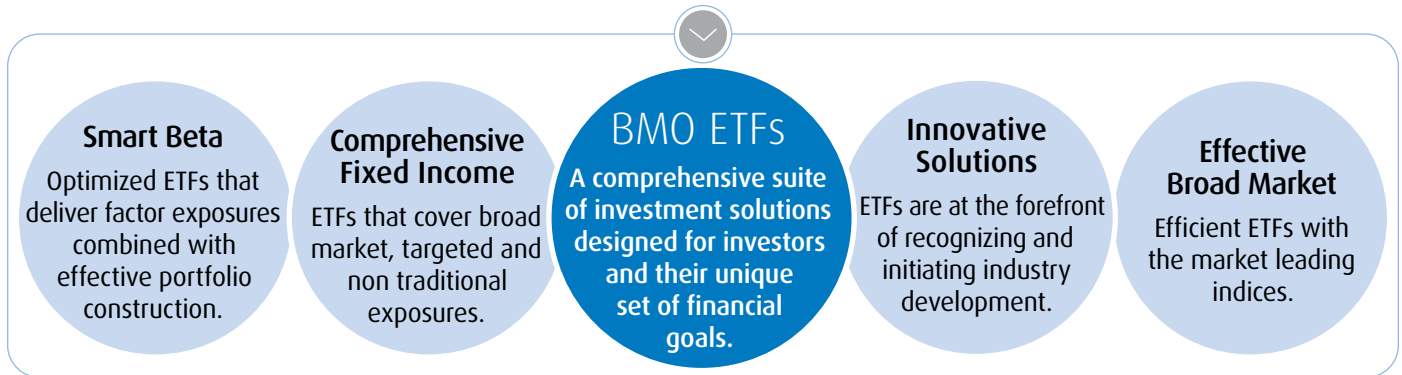 Smart Beta
Optimized ETFs that
deliver factor exposures
combined with
effective portfolio
construction.
Comprehensive
Fixed Income
ETFs that cover broad
market, targeted and
non traditional
exposures.
BMO ETFs
A comprehensive suite
of investment solutions
designed for investors
and their unique
set of financial
goals.
Innovative
Solutions
ETFs are at the forefront
of recognizing and
initiating industry
development.
Effective
Broad Market
Efficient ETFs with
the market leading
indices.